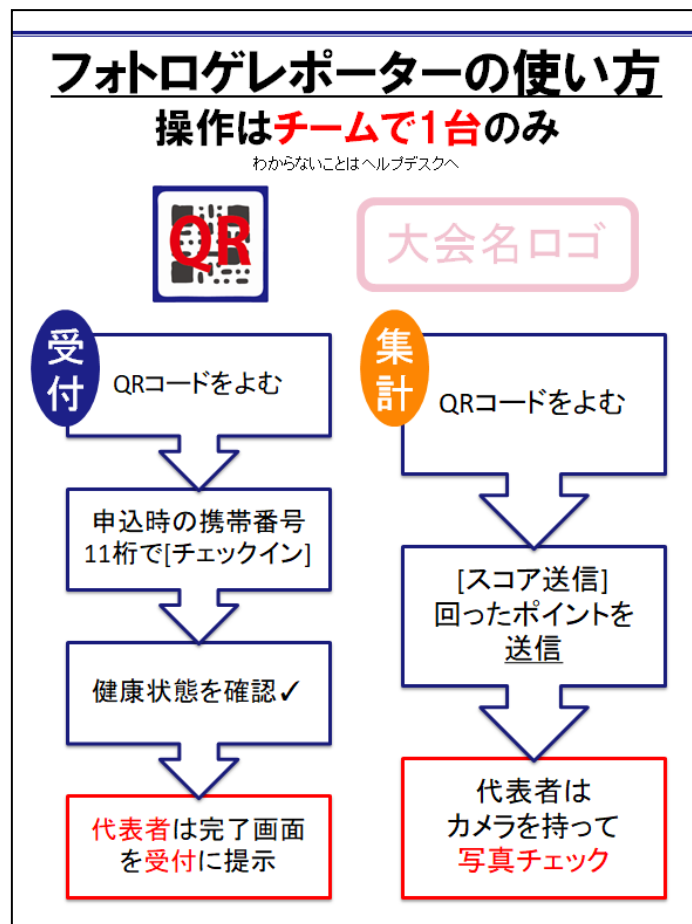 フォトロゲレポーターの使い方
操作はチームで1台のみ
わからないことはヘルプデスクへ
QR
大会名ロゴ
受付
QRコードをよむ
申込時の携帯番号
11桁で[チェックイン]
健康状態を確認✓
代表者は完了画面
を受付に提示
集計
QRコードをよむ
[スコア送信]
回ったポイントを
送信
代表者は
カメラを持って
写真チェック